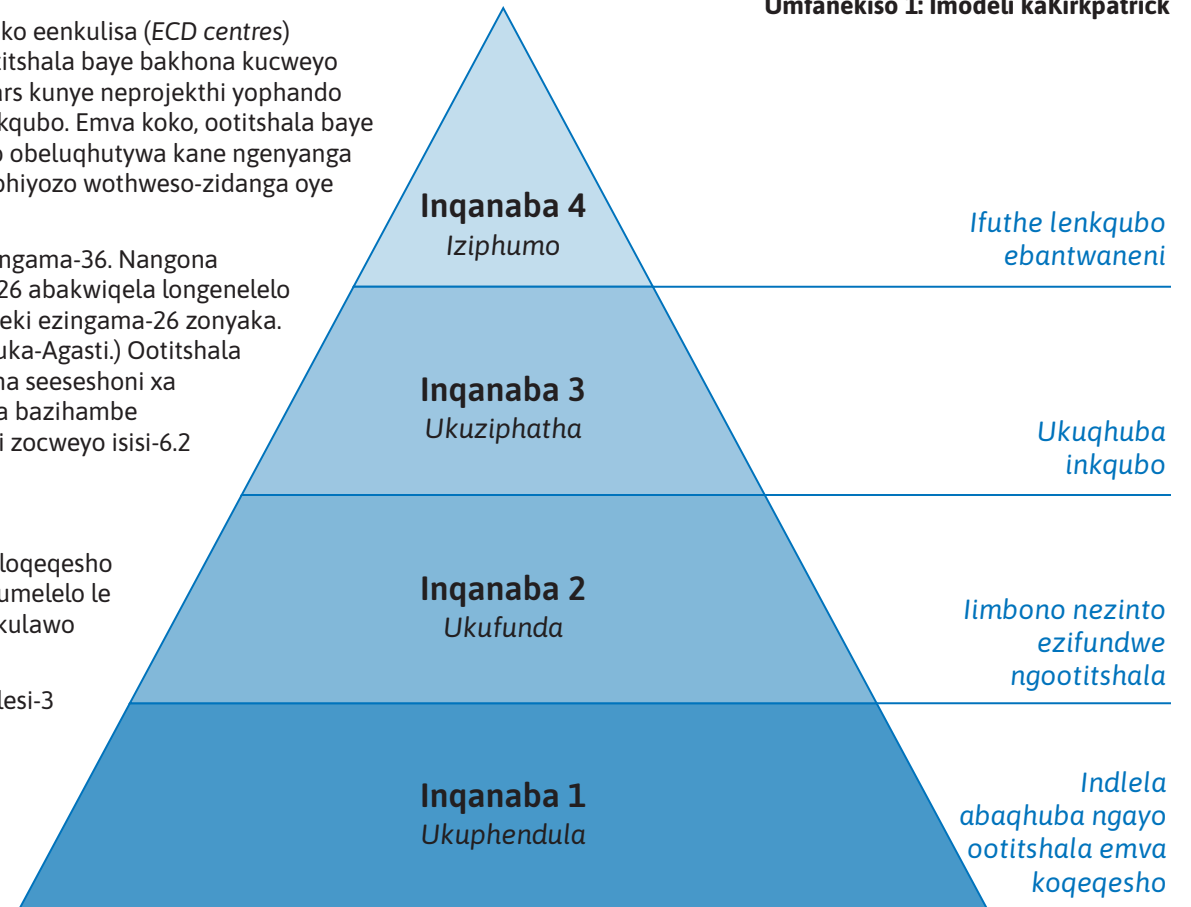 Umfanekiso 1: Imodeli kaKirkpatrick
ko eenkulisa (ECD centres)
titshala baye bakhona kucweyo
ars kunye neprojekthi yophando
kqubo. Emva koko, ootitshala baye
o obeluqhutywa kane ngenyanga
phiyozo wothweso-zidanga oye
ngama-36. Nangona
26 abakwiqela longenelelo
eki ezingama-26 zonyaka.
uka-Agasti.) Ootitshala
na seeseshoni xa
a bazihambe
i zocweyo isisi-6.2
loqeqesho
umelelo le
kulawo
lesi-3
Inqanaba 4
Iziphumo
Ifuthe lenkqubo
ebantwaneni
Inqanaba 3
Ukuziphatha
Ukuqhuba
inkqubo
Inqanaba 2
Ukufunda
Iimbono nezinto
ezifundwe
ngootitshala
Inqanaba 1
Ukuphendula
Indlela
abaqhuba ngayo
ootitshala emva
koqeqesho